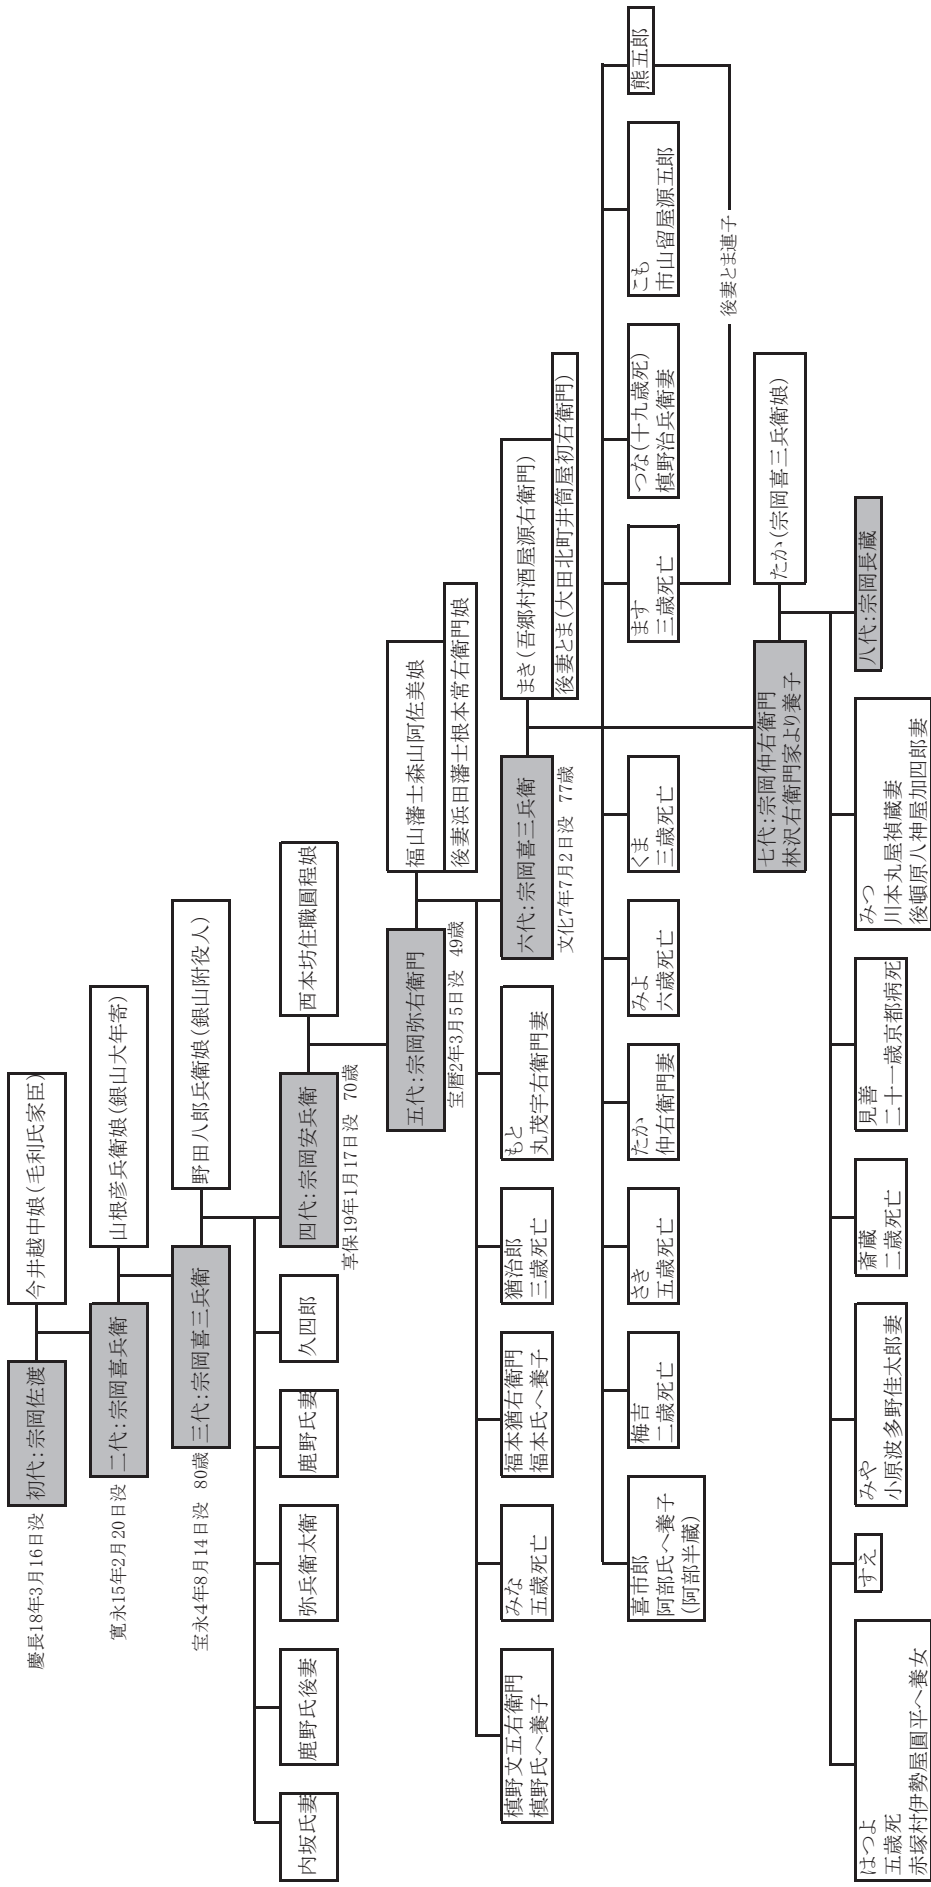 初代：宗岡佐渡
慶長18年3月16日没
今井越中娘（毛利氏家臣）
二代：宗岡喜兵衛
寛永15年2月20日没
山根彦兵衛娘（銀山大年寄）
三代：宗岡喜三兵衛
宝永4年8月14日没 80歳
野田八郎兵衛娘（銀山附役人）
内坂氏妻
鹿野氏後妻
弥兵衛太衛
鹿野氏妻
久四郎
四代：宗岡安兵衛
享保19年1月17日没 70歳
西本坊住職圓程娘
五代：宗岡弥右衛門
宝暦2年3月5日没 49歳
福山藩士森山阿佐美娘
後妻浜田藩士根本常右衛門娘
槙野文五右衛門
槙野氏へ養子
みな
五歳死亡
福本猶右衛門
福本氏へ養子
猶治郎
三歳死亡
もと
丸茂宇右衛門妻
六代：宗岡喜三兵衛
文化7年7月2日没 77歳
まき（吾郷村酒屋源右衛門）
後妻とま（大田北町井筒屋初右衛門）
喜市郎
阿部氏へ養子
（阿部半蔵）
梅吉
二歳死亡
さき
五歳死亡
たか
仲右衛門妻
みよ
六歳死亡
くま
三歳死亡
ます
三歳死亡
つな（十九歳死）
槙野治兵衛妻
こも
市山留屋源五郎
熊五郎
後妻とま連子
七代：宗岡仲右衛門
林沢右衛門家より養子
たか（宗岡喜三兵衛娘）
はつよ
五歳死
赤塚村伊勢屋圓平へ養女
すえ
みや
小原波多野佳太郎妻
斎蔵
二歳死亡
見善
二十一歳京都病死
みつ
川本丸屋禎蔵妻
後頓原八神屋加四郎妻
八代：宗岡長蔵